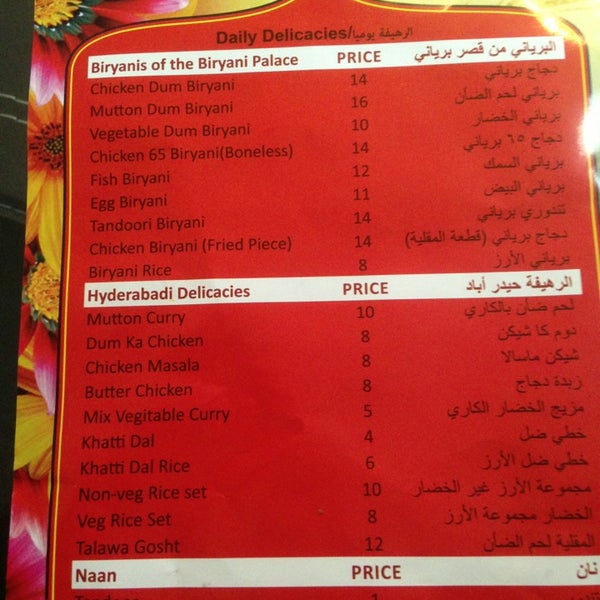 Daily Delicacies/الرهيفة يوميا
Biryanis of the Biryani Palace PRICE البرياني من قصر برياني
Chicken Dum Biryani 14 دجاج برياني
Mutton Dum Biryani 16 برياني لحم الضأن
Vegetable Dum Biryani 10 برياني الخضار
Chicken 65 Biryani(Boneless) 14 دجاج ٦٥ برياني
Fish Biryani 12 برياني السمك
Egg Biryani 11 برياني البيض
Tandoori Biryani 14 تندوري برياني
Chicken Biryani (Fried Piece) 14 دجاج برياني (قطعة المقلية)
Biryani Rice 8 برياني الأرز
Hyderabadi Delicacies PRICE الرهيفة حيدر أباد
Mutton Curry 10 لحم ضأن بالكاري
Dum Ka Chicken 8 دوم كا شيكن
Chicken Masala 8 شيكن ماسالا
Butter Chicken 8 زبدة دجاج
Mix Vegitable Curry 5 مزيج الخضار الكاري
Khatti Dal 4 خطي ضل
Khatti Dal Rice 6 خطي ضل الأرز
Non-veg Rice set 10 مجموعة الأرز غير الخضار
Veg Rice Set 8 الخضار مجموعة الأرز
Talawa Gosht 12 المقلية لحم الضأن
Naan PRICE نان